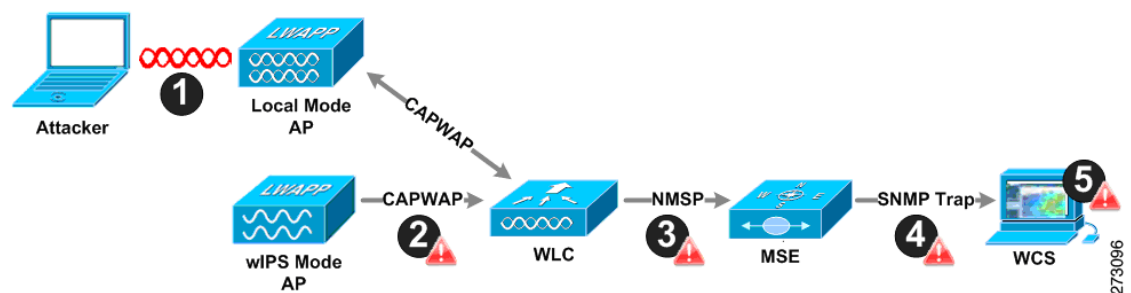 LWAPP
1
Attacker
Local Mode
AP
CAPWAP
LWAPP
wIPS Mode
AP
CAPWAP
2
WLC
NMSP
3
N
W
E
S
MSE
SNMP Trap
4
5
WCS
273096